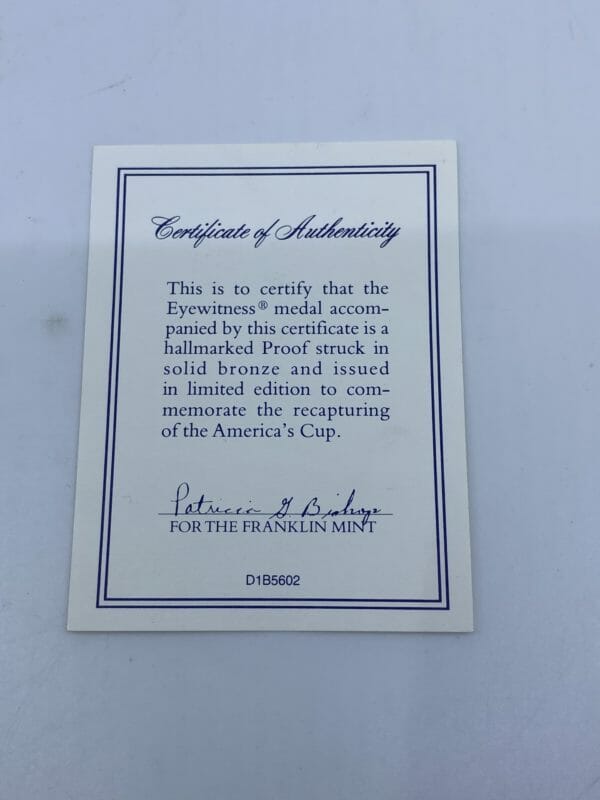 Certificate of Authenticity
This is to certify that the
Eyewitness® medal accom-
panied by this certificate is a
hallmarked Proof struck in
solid bronze and issued
in limited edition to com-
memorate the recapturing
of the America's Cup.
Patricia G. Bishop
FOR THE FRANKLIN MINT
D1B5602